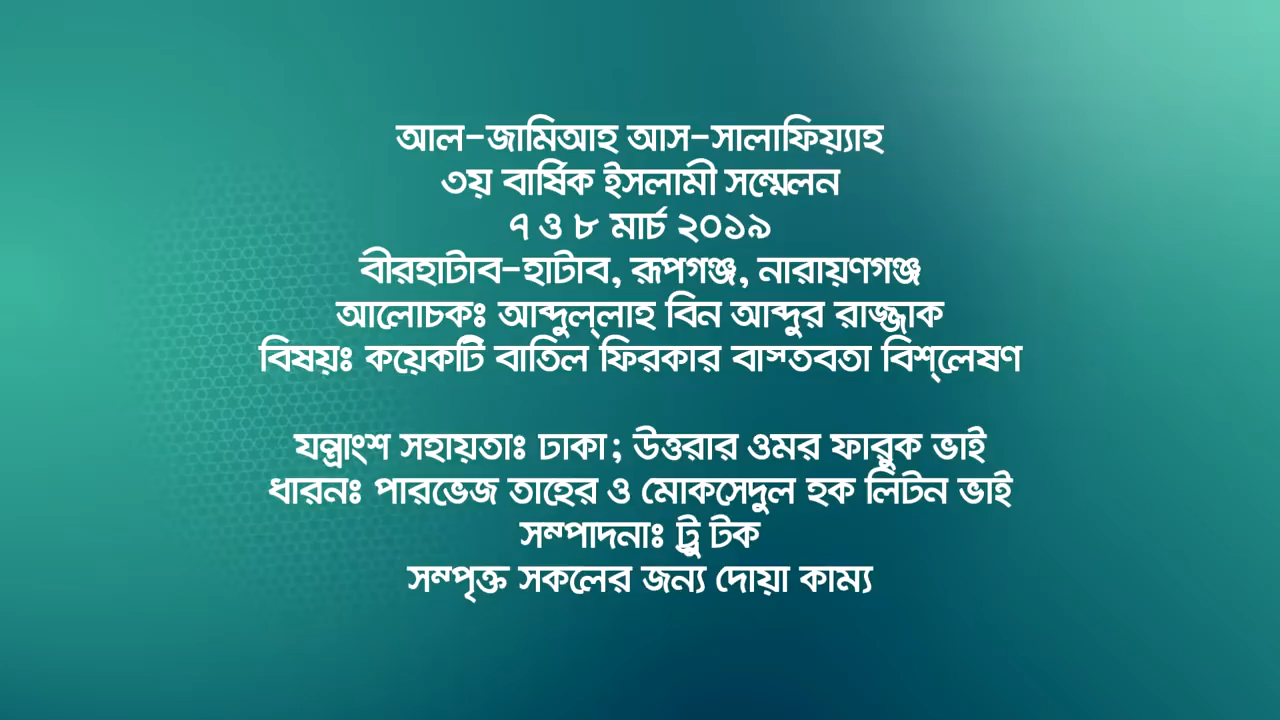 আল-জামিআহ আস-সালাফিয়্যাহ
৩য় বার্ষিক ইসলামী সম্মেলন
৭ ও ৮ মার্চ ২০১৯
বীরহাটাব-হাটাব, রূপগঞ্জ, নারায়ণগঞ্জ
আলোচকঃ আব্দুল্লাহ বিন আব্দুর রাজ্জাক
বিষয়ঃ কয়েকটি বাতিল ফিরকার বাস্তবতা বিশ্লেষণ
যন্ত্রাংশ সহায়তাঃ ঢাকা; উত্তরার ওমর ফারুক ভাই
ধারনঃ পারভেজ তাহের ও মোকসেদুল হক লিটন ভাই
সম্পাদনাঃ ট্রু টক
সম্পৃক্ত সকলের জন্য দোয়া কাম্য